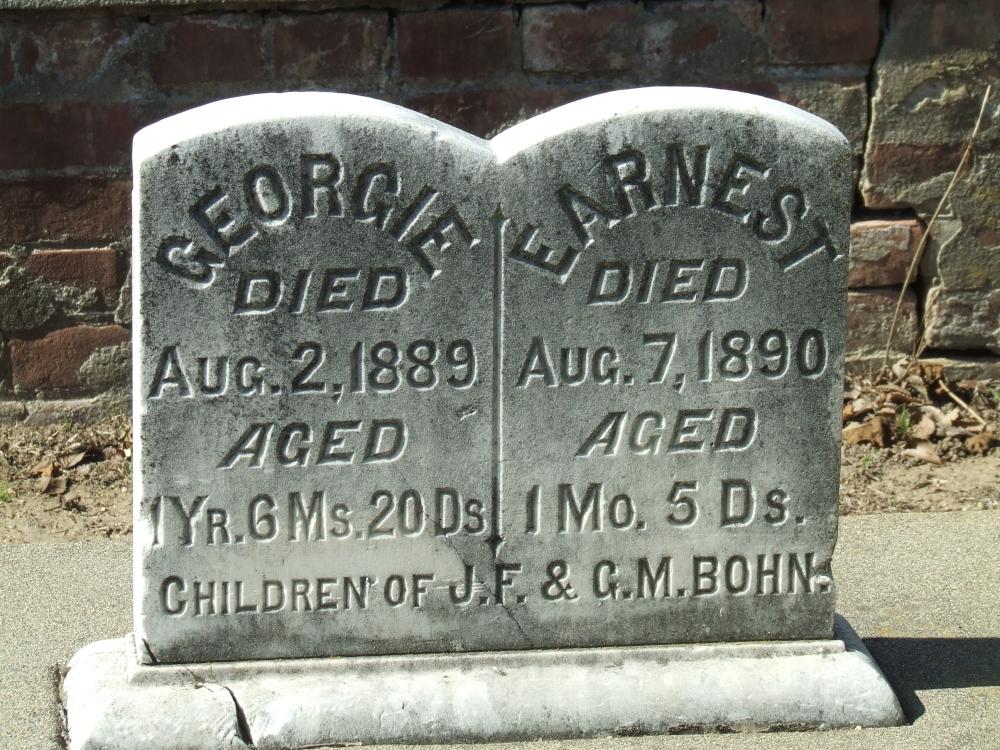 GEORGIE
DIED
AUG. 2, 1889
AGED
1 YR. 6 MS. 20 DS.
EARNEST
DIED
AUG. 7, 1890
AGED
1 MO. 5 DS.
CHILDREN OF J.F. & G.M. BOHN.